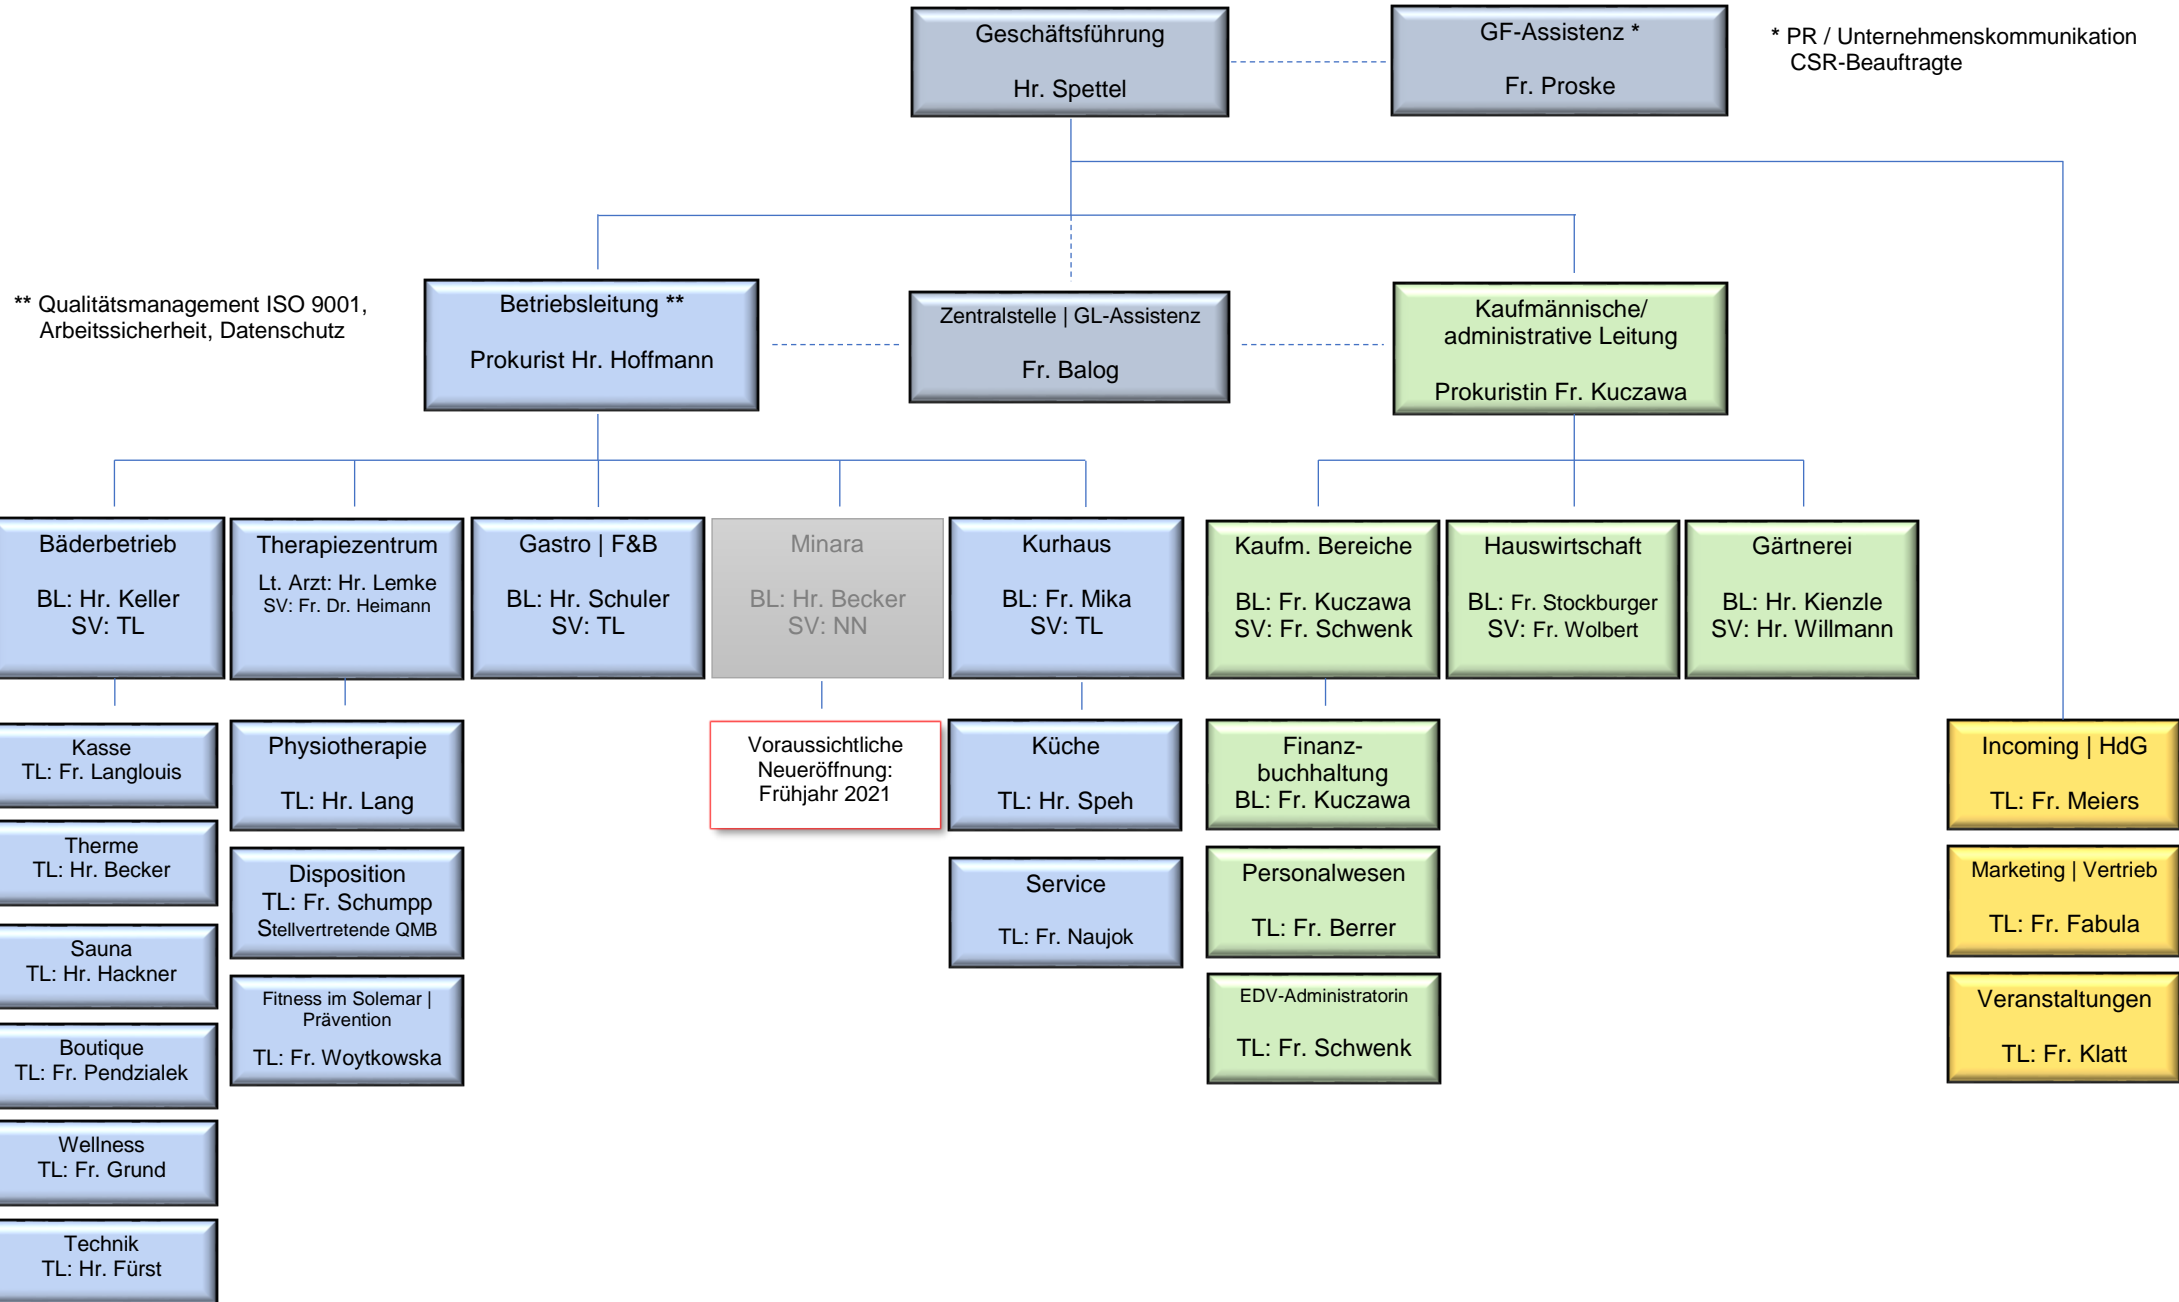 Geschäftsführung
Hr. Spettel
GF-Assistenz *
Fr. Proske
* PR / Unternehmenskommunikation
CSR-Beauftragte
** Qualitätsmanagement ISO 9001,
Arbeitssicherheit, Datenschutz
Betriebsleitung **
Prokurist Hr. Hoffmann
Zentralstelle | GL-Assistenz
Fr. Balog
Kaufmännische/
administrative Leitung
Prokuristin Fr. Kuczawa
Bäderbetrieb
BL: Hr. Keller
SV: TL
Therapiezentrum
Lt. Arzt: Hr. Lemke
SV: Fr. Dr. Heimann
Gastro | F&B
BL: Hr. Schuler
SV: TL
Minara
BL: Hr. Becker
SV: NN
Kurhaus
BL: Fr. Mika
SV: TL
Kaufm. Bereiche
BL: Fr. Kuczawa
SV: Fr. Schwenk
Hauswirtschaft
BL: Fr. Stockburger
SV: Fr. Wolbert
Gärtnerei
BL: Hr. Kienzle
SV: Hr. Willmann
Kasse
TL: Fr. Langlouis
Therme
TL: Hr. Becker
Sauna
TL: Hr. Hackner
Boutique
TL: Fr. Pendzialek
Wellness
TL: Fr. Grund
Technik
TL: Hr. Fürst
Physiotherapie
TL: Hr. Lang
Disposition
TL: Fr. Schumpp
Stellvertretende QMB
Fitness im Solemar |
Prävention
TL: Fr. Woytkowska
Voraussichtliche
Neueröffnung:
Frühjahr 2021
Küche
TL: Hr. Speh
Service
TL: Fr. Naujok
Finanz-
buchhaltung
BL: Fr. Kuczawa
Personalwesen
TL: Fr. Berrer
EDV-Administratorin
TL: Fr. Schwenk
Incoming | HdG
TL: Fr. Meiers
Marketing | Vertrieb
TL: Fr. Fabula
Veranstaltungen
TL: Fr. Klatt